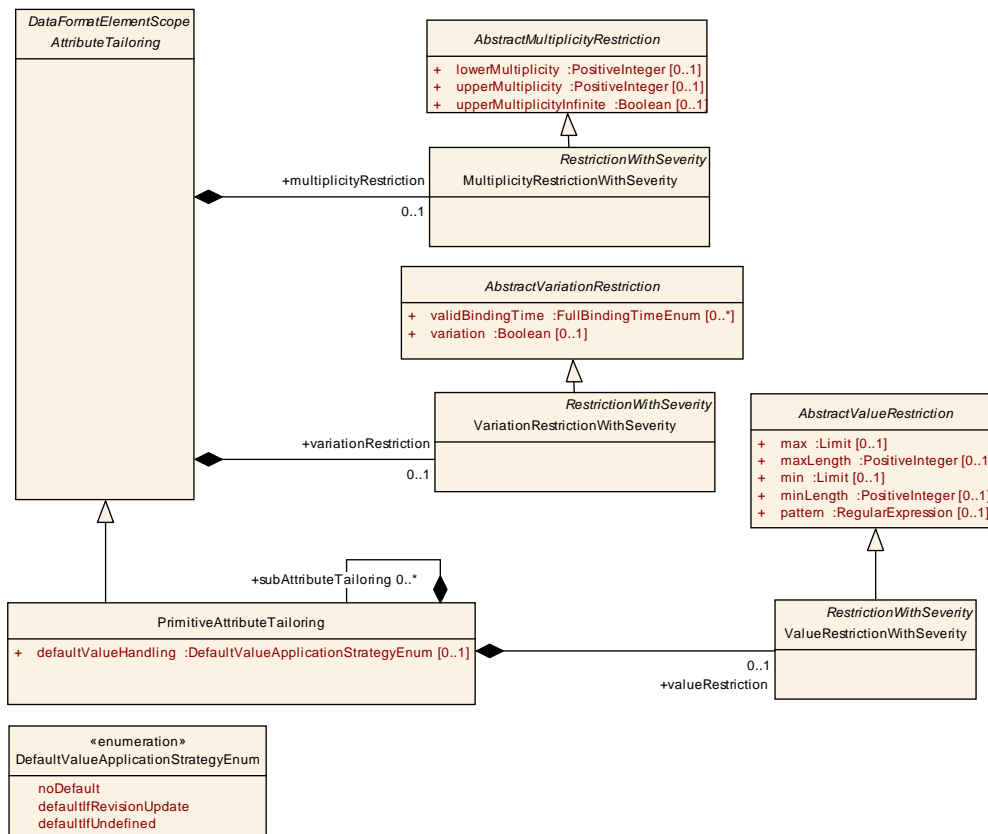 DataFormatElementScope
AttributeTailoring
AbstractMultiplicityRestriction
+ lowerMultiplicity :PositiveInteger [0..1]
+ upperMultiplicity :PositiveInteger [0..1]
+ upperMultiplicityInfinite :Boolean [0..1]
RestrictionWithSeverity
MultiplicityRestrictionWithSeverity
+multiplicityRestriction
0..1
AbstractVariationRestriction
+ validBindingTime :FullBindingTimeEnum [0..*]
+ variation :Boolean [0..1]
RestrictionWithSeverity
VariationRestrictionWithSeverity
+variationRestriction
0..1
AbstractValueRestriction
+ max :Limit [0..1]
+ maxLength :PositiveInteger [0..1]
+ min :Limit [0..1]
+ minLength :PositiveInteger [0..1]
+ pattern :RegularExpression [0..1]
+subAttributeTailoring 0..*
PrimitiveAttributeTailoring
+ defaultValueHandling :DefaultValueApplicationStrategyEnum [0..1]
RestrictionWithSeverity
ValueRestrictionWithSeverity
0..1
+valueRestriction
«enumeration»
DefaultValueApplicationStrategyEnum
noDefault
defaultIfRevisionUpdate
defaultIfUndefined